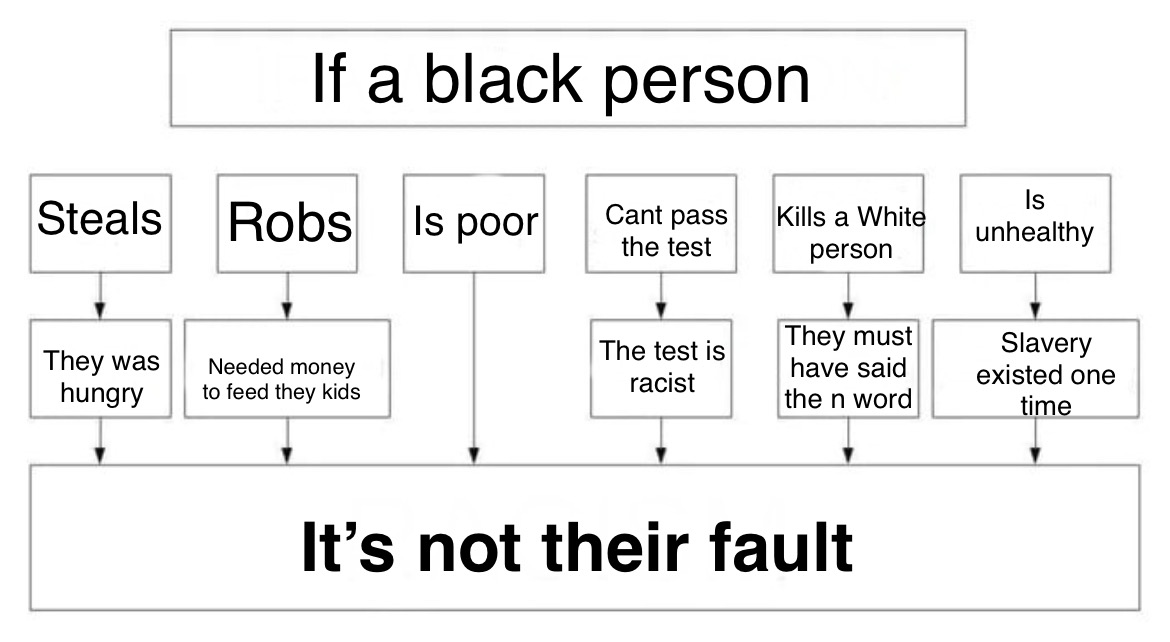 If a black person
Steals
Robs
Is poor
Cant pass
the test
Kills a White
person
Is
unhealthy
They was
hungry
Needed money
to feed they kids
The test is
racist
They must
have said
the n word
Slavery
existed one
time
It’s not their fault